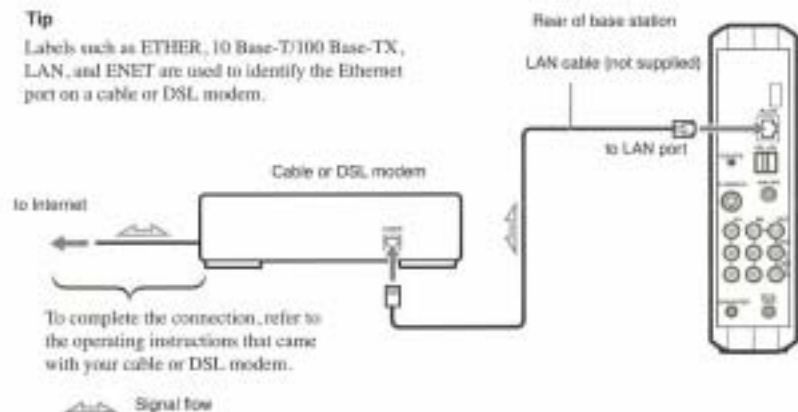 Tip
Labels such as ETHER, 10 Base-T/100 Base-TX,
LAN, and ENET are used to identify the Ethernet
port on a cable or DSL modem.
Rear of base station
LAN cable (not supplied)
to LAN port
Cable or DSL modem
to Internet
To complete the connection, refer to
the operating instructions that came
with your cable or DSL modem.
Signal flow